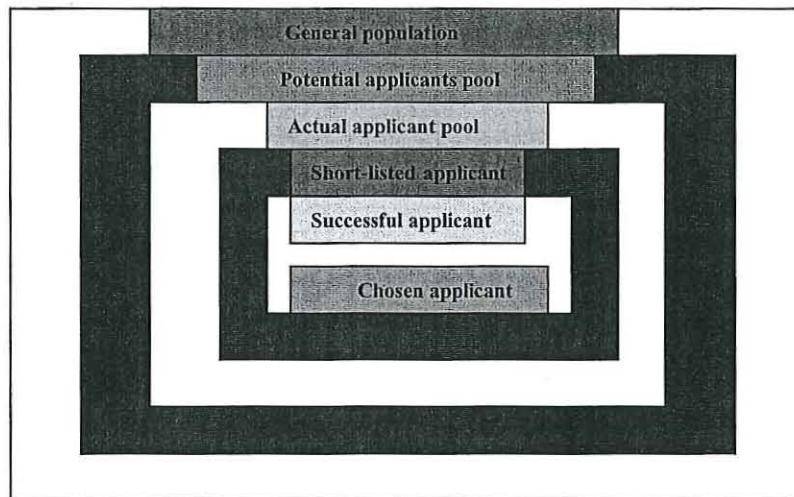 General population
Potential applicants pool
Actual applicant pool
Short-listed applicant
Successful applicant
Chosen applicant